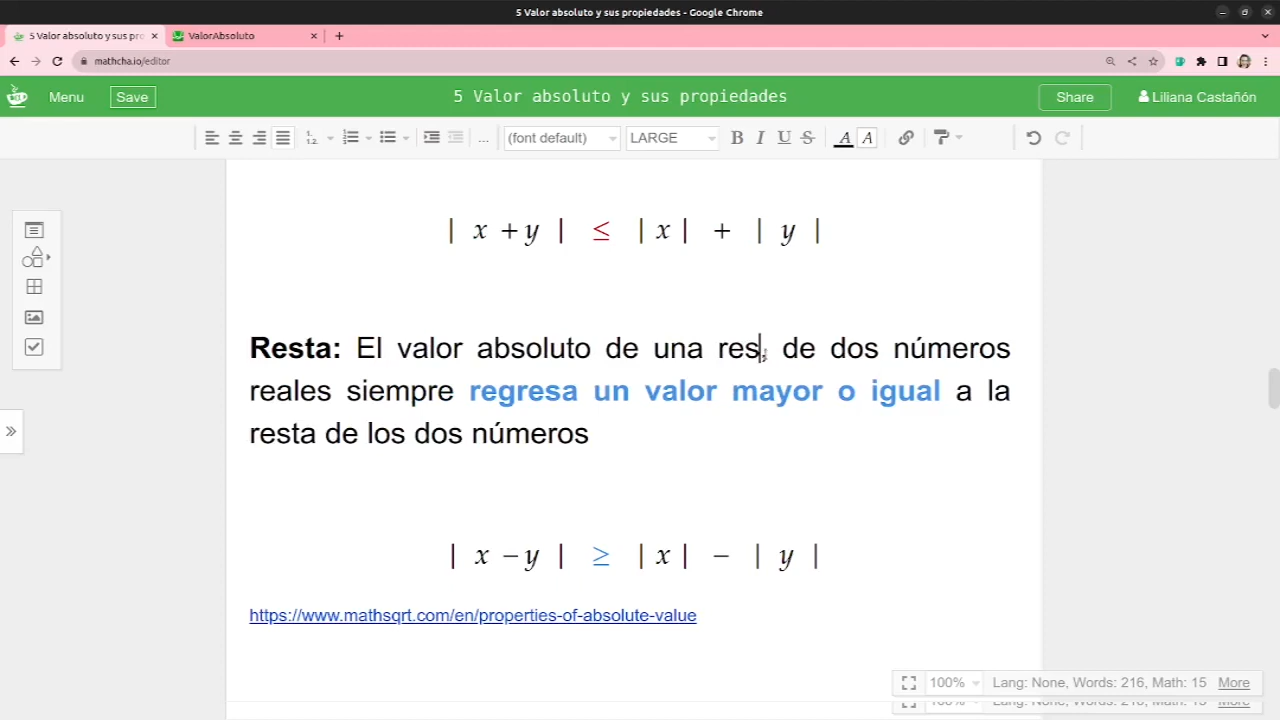 5 Valor absoluto y sus propiedades - Google Chrome
5 Valor absoluto y sus pro
ValorAbsoluto
mathcha.io/editor
Menu
Save
5 Valor absoluto y sus propiedades
Share
Liliana Castañón
(font default)
LARGE
B I U S A A
| x + y | ≤ | x | + | y |
Resta: El valor absoluto de una res, de dos números
reales siempre regresa un valor mayor o igual a la
resta de los dos números
| x − y | ≥ | x | − | y |
https://www.mathsqrt.com/en/properties-of-absolute-value
100% Lang: None, Words: 216, Math: 15 More